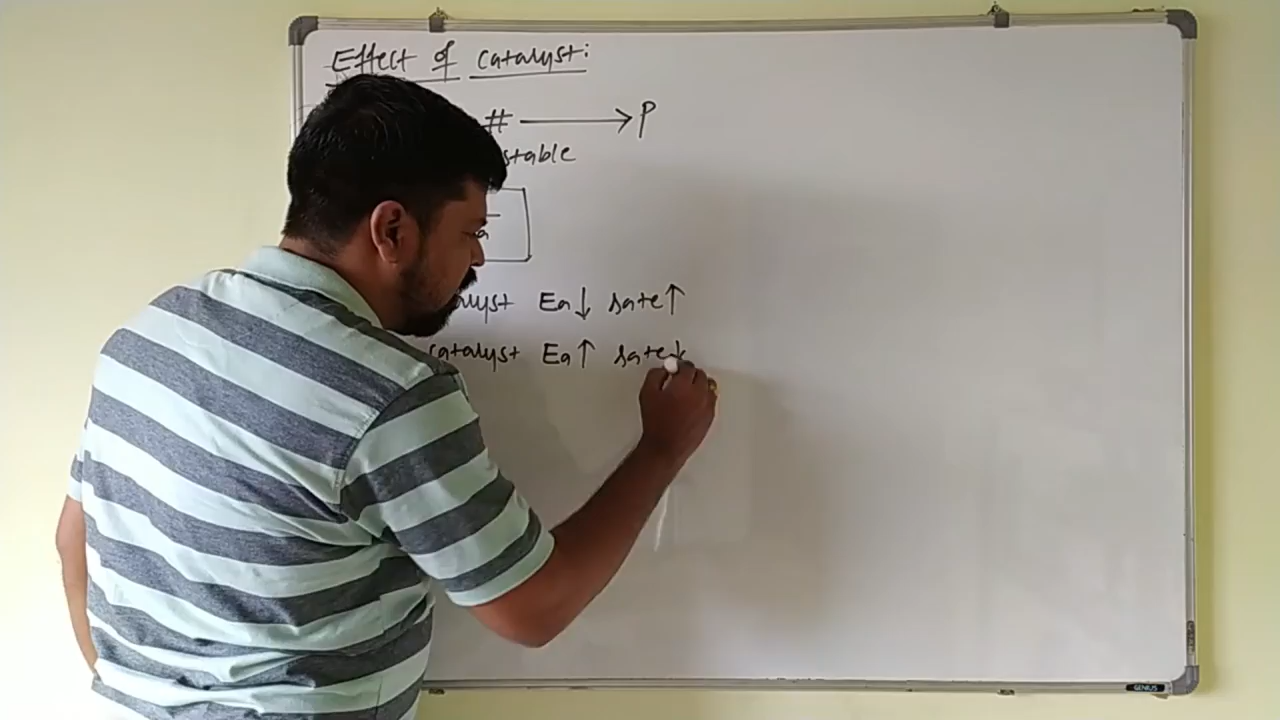 Effect of catalyst:
# ⟶ P
stable
a
alyst Ea↓ rate↑
catalyst Ea↑ rate↓
GENIUS